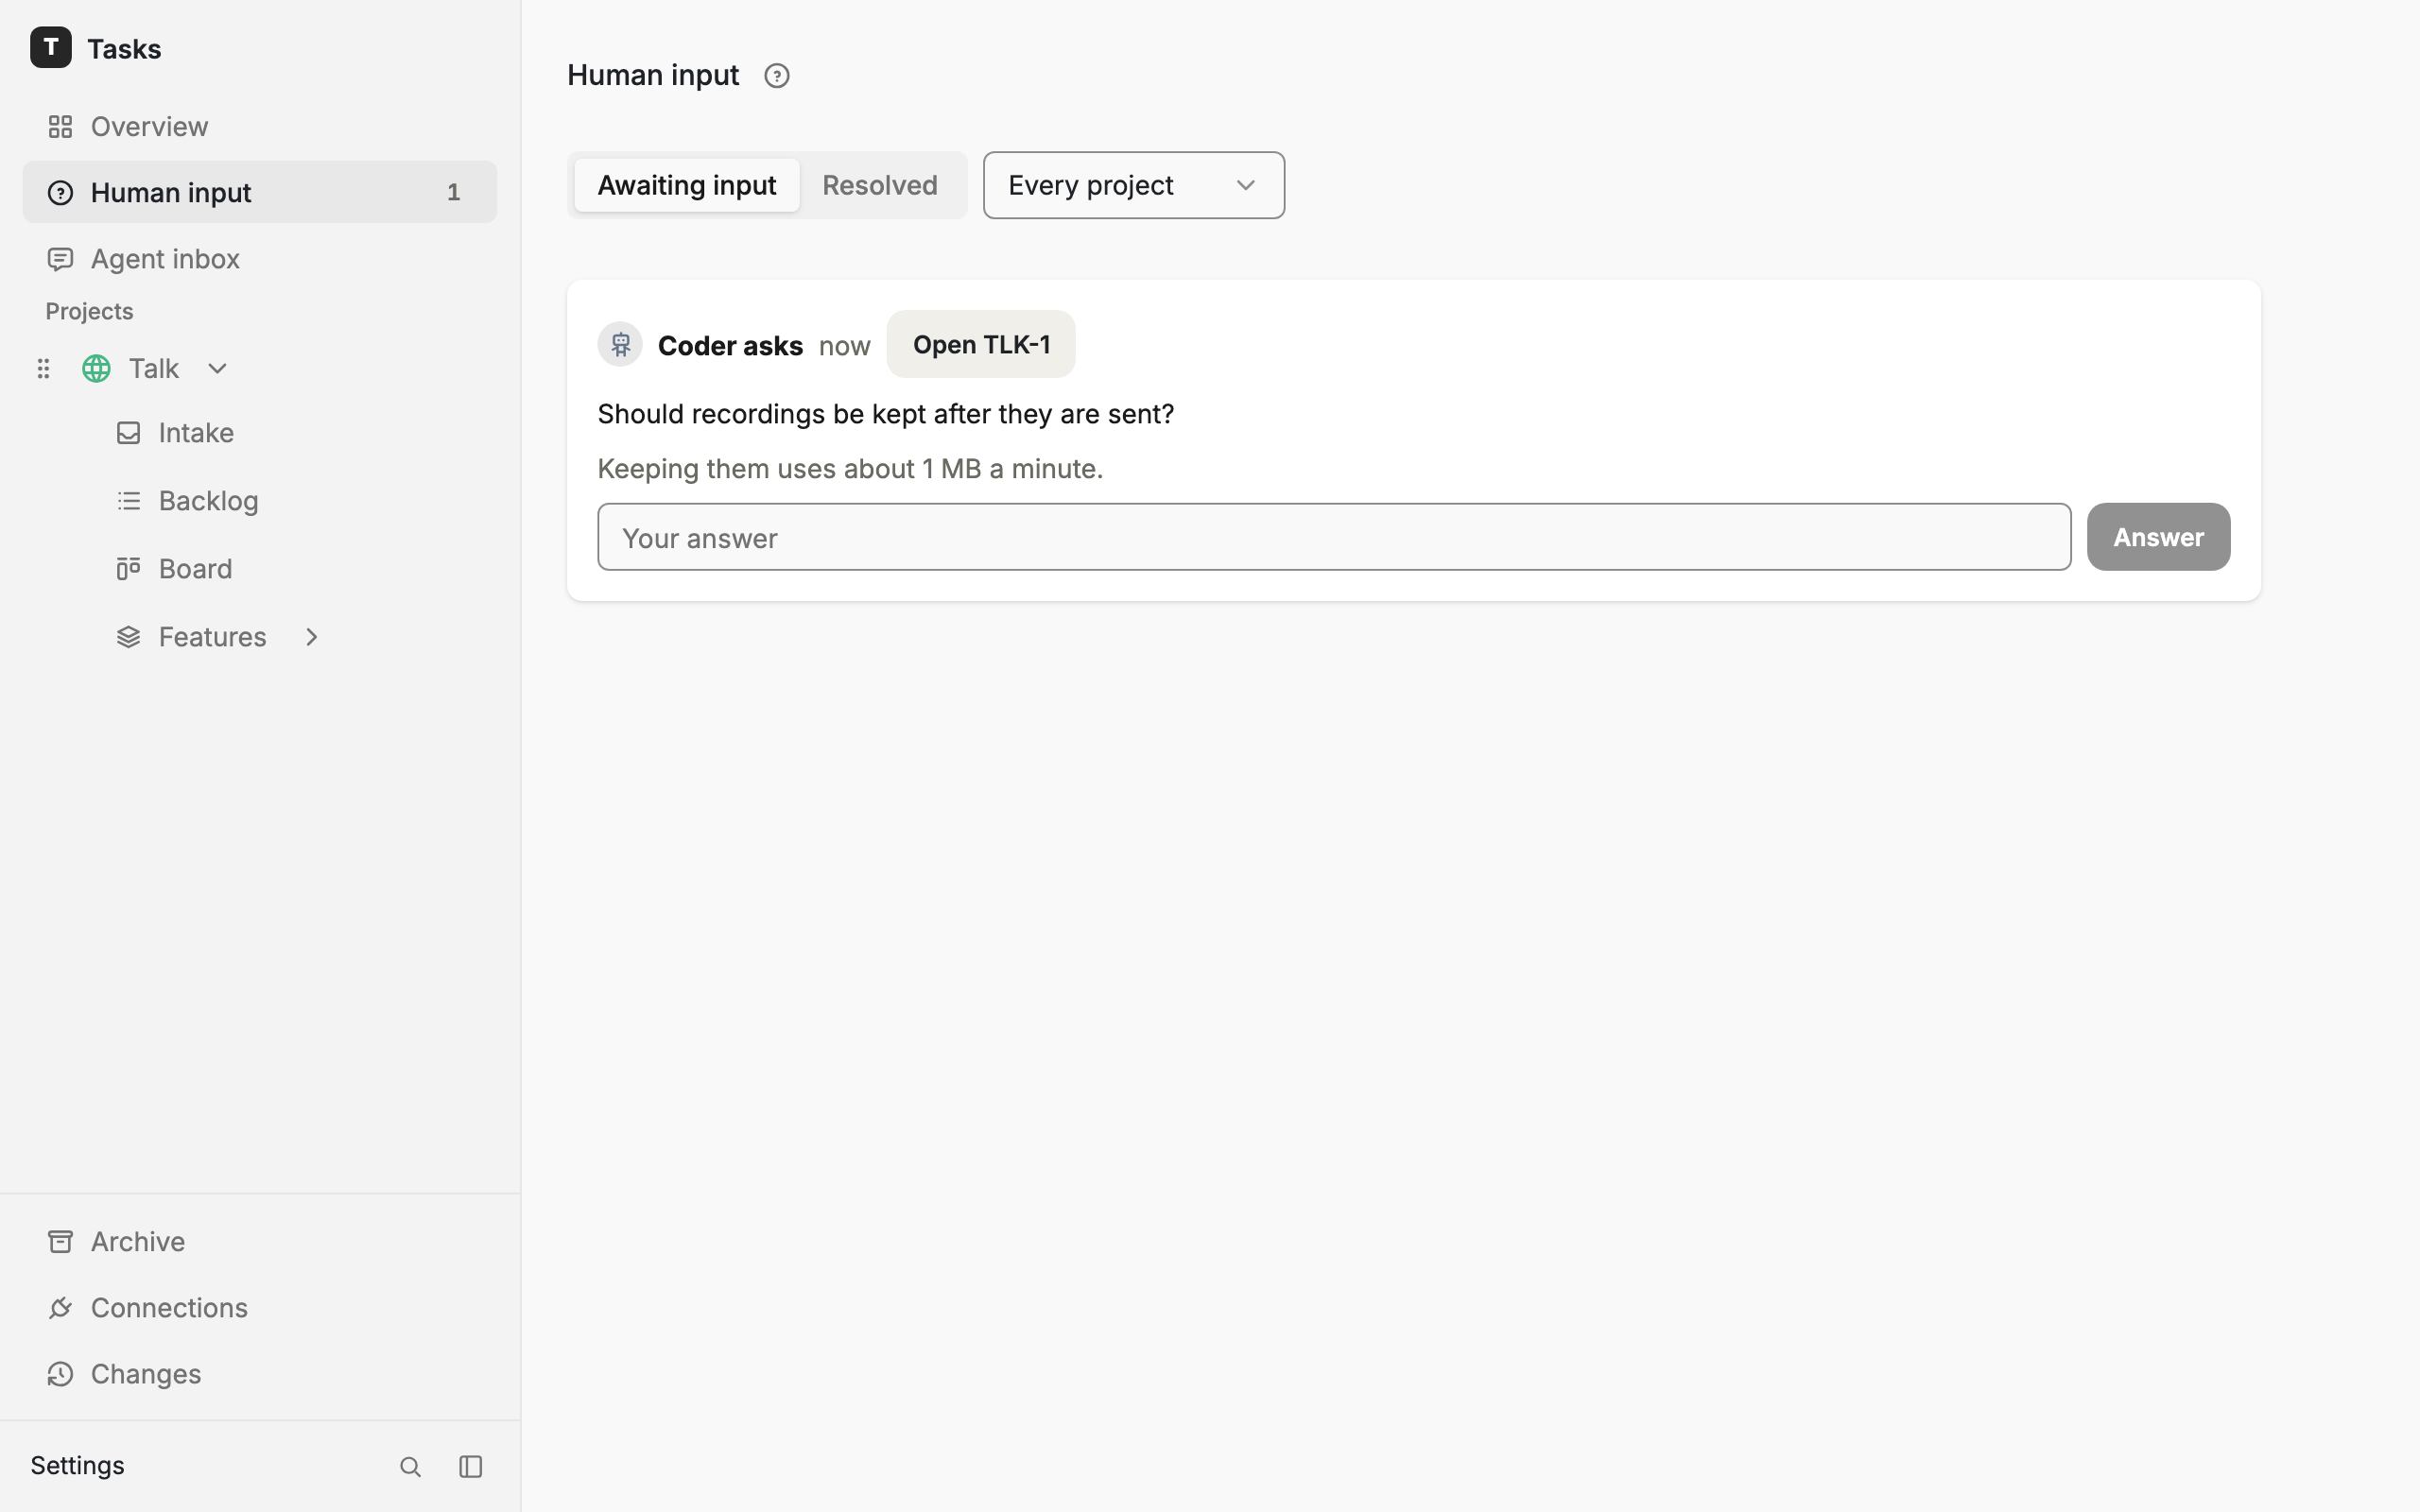 T Tasks
Overview
Human input 1
Agent inbox
Projects
Talk
Intake
Backlog
Board
Features
Archive
Connections
Changes
Settings
Human input
Awaiting input Resolved Every project
Coder asks now Open TLK-1
Should recordings be kept after they are sent?
Keeping them uses about 1 MB a minute.
Your answer Answer